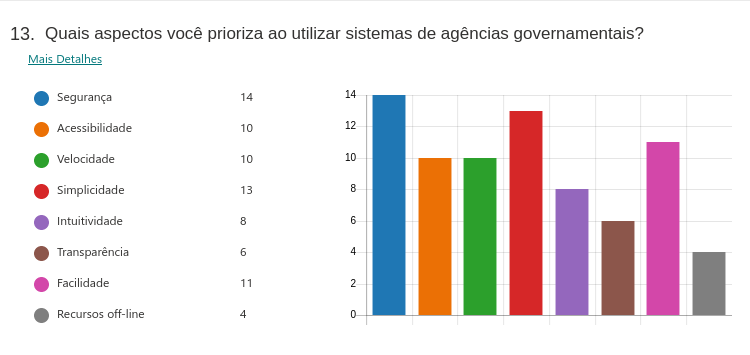 13. Quais aspectos você prioriza ao utilizar sistemas de agências governamentais?
Mais Detalhes
Segurança 14
Acessibilidade 10
Velocidade 10
Simplicidade 13
Intuitividade 8
Transparência 6
Facilidade 11
Recursos off-line 4
14
12
10
8
6
4
2
0